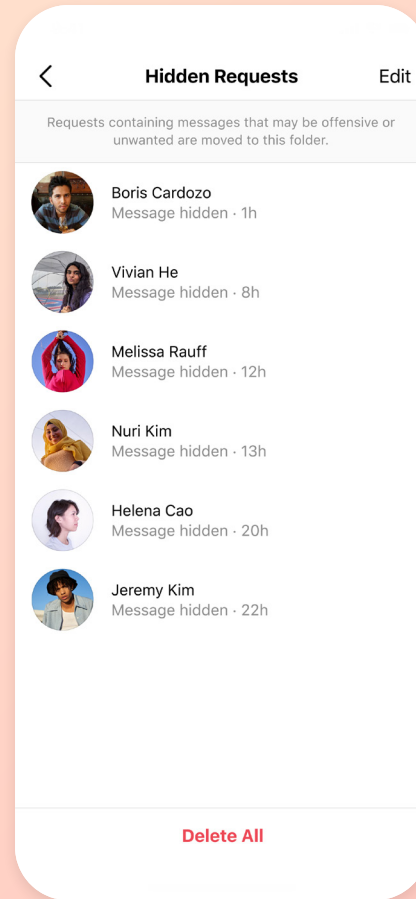 Hidden Requests
Edit
Requests containing messages that may be offensive or
unwanted are moved to this folder.
Boris Cardozo
Message hidden · 1h
Vivian He
Message hidden · 8h
Melissa Rauff
Message hidden · 12h
Nuri Kim
Message hidden · 13h
Helena Cao
Message hidden · 20h
Jeremy Kim
Message hidden · 22h
Delete All